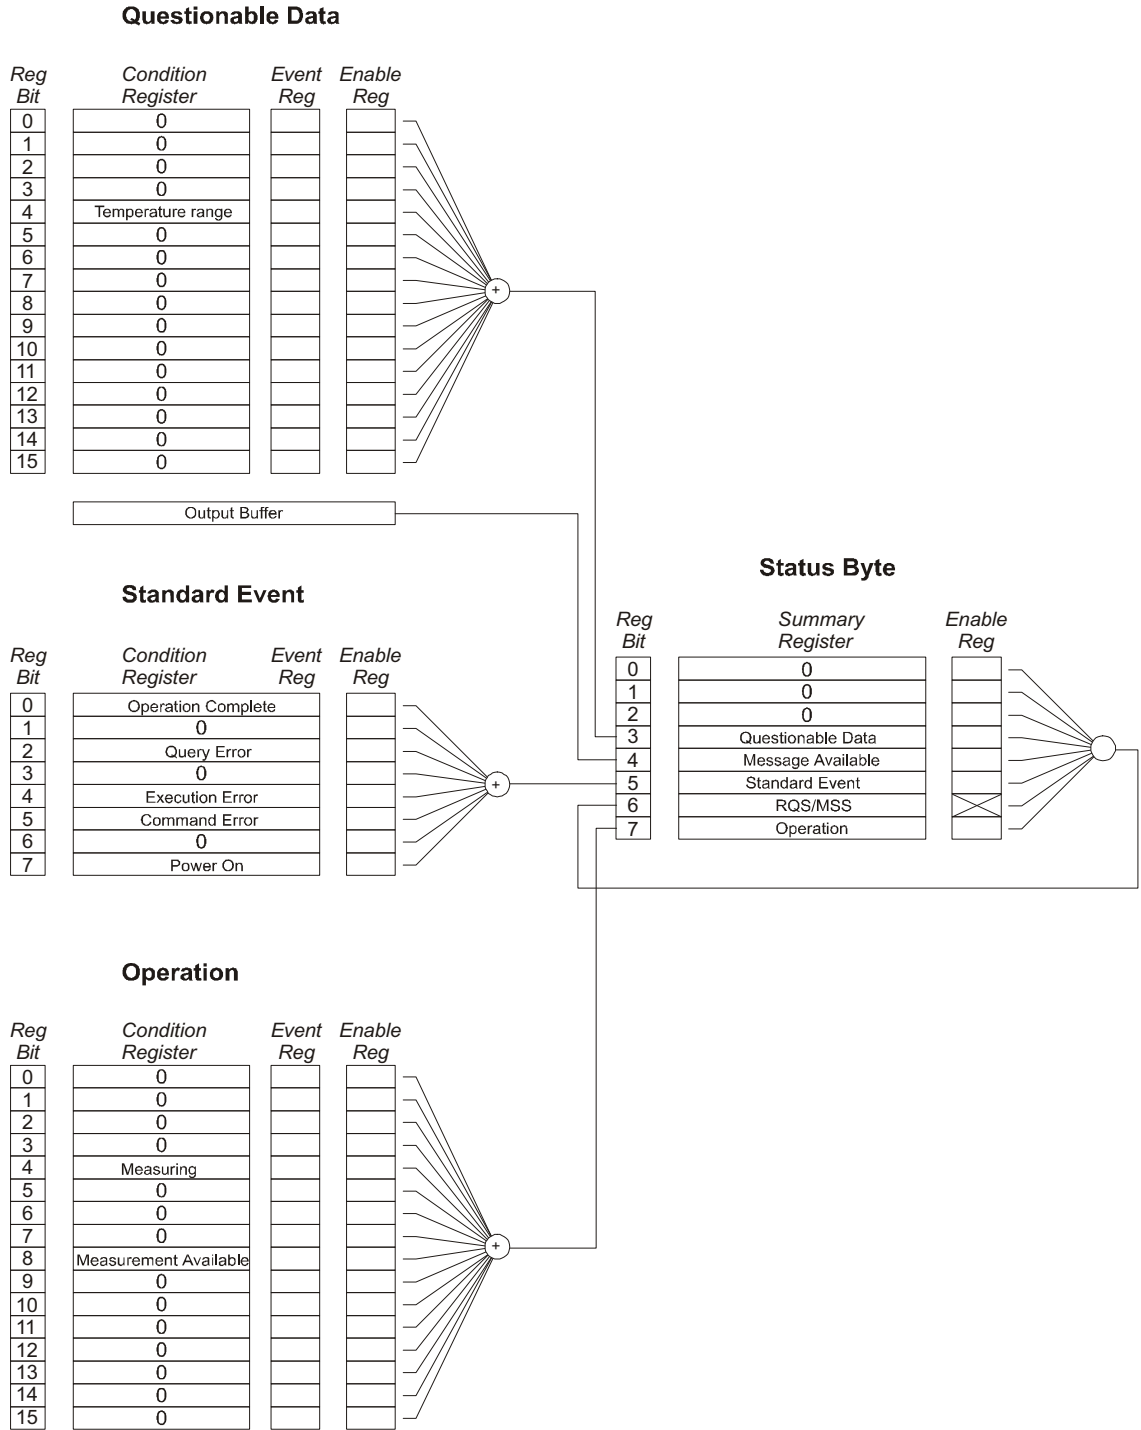 Questionable Data
Reg Bit Condition Register Event Reg Enable Reg
0 0
1 0
2 0
3 0
4 Temperature range
5 0
6 0
7 0
8 0
9 0
10 0
11 0
12 0
13 0
14 0
15 0
+
Output Buffer
Standard Event
Reg Bit Condition Register Event Reg Enable Reg
0 Operation Complete
1 0
2 Query Error
3 0
4 Execution Error
5 Command Error
6 0
7 Power On
+
Status Byte
Reg Bit Summary Register Enable Reg
0 0
1 0
2 0
3 Questionable Data
4 Message Available
5 Standard Event
6 RQS/MSS
7 Operation
Operation
Reg Bit Condition Register Event Reg Enable Reg
0 0
1 0
2 0
3 0
4 Measuring
5 0
6 0
7 0
8 Measurement Available
9 0
10 0
11 0
12 0
13 0
14 0
15 0
+